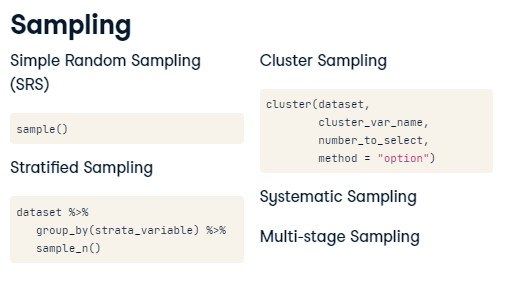 Sampling
Simple Random Sampling
(SRS)
sample()
Stratified Sampling
dataset %>%
   group_by(strata_variable) %>%
   sample_n()
Cluster Sampling
cluster(dataset,
        cluster_var_name,
        number_to_select,
        method = "option")
Systematic Sampling
Multi-stage Sampling